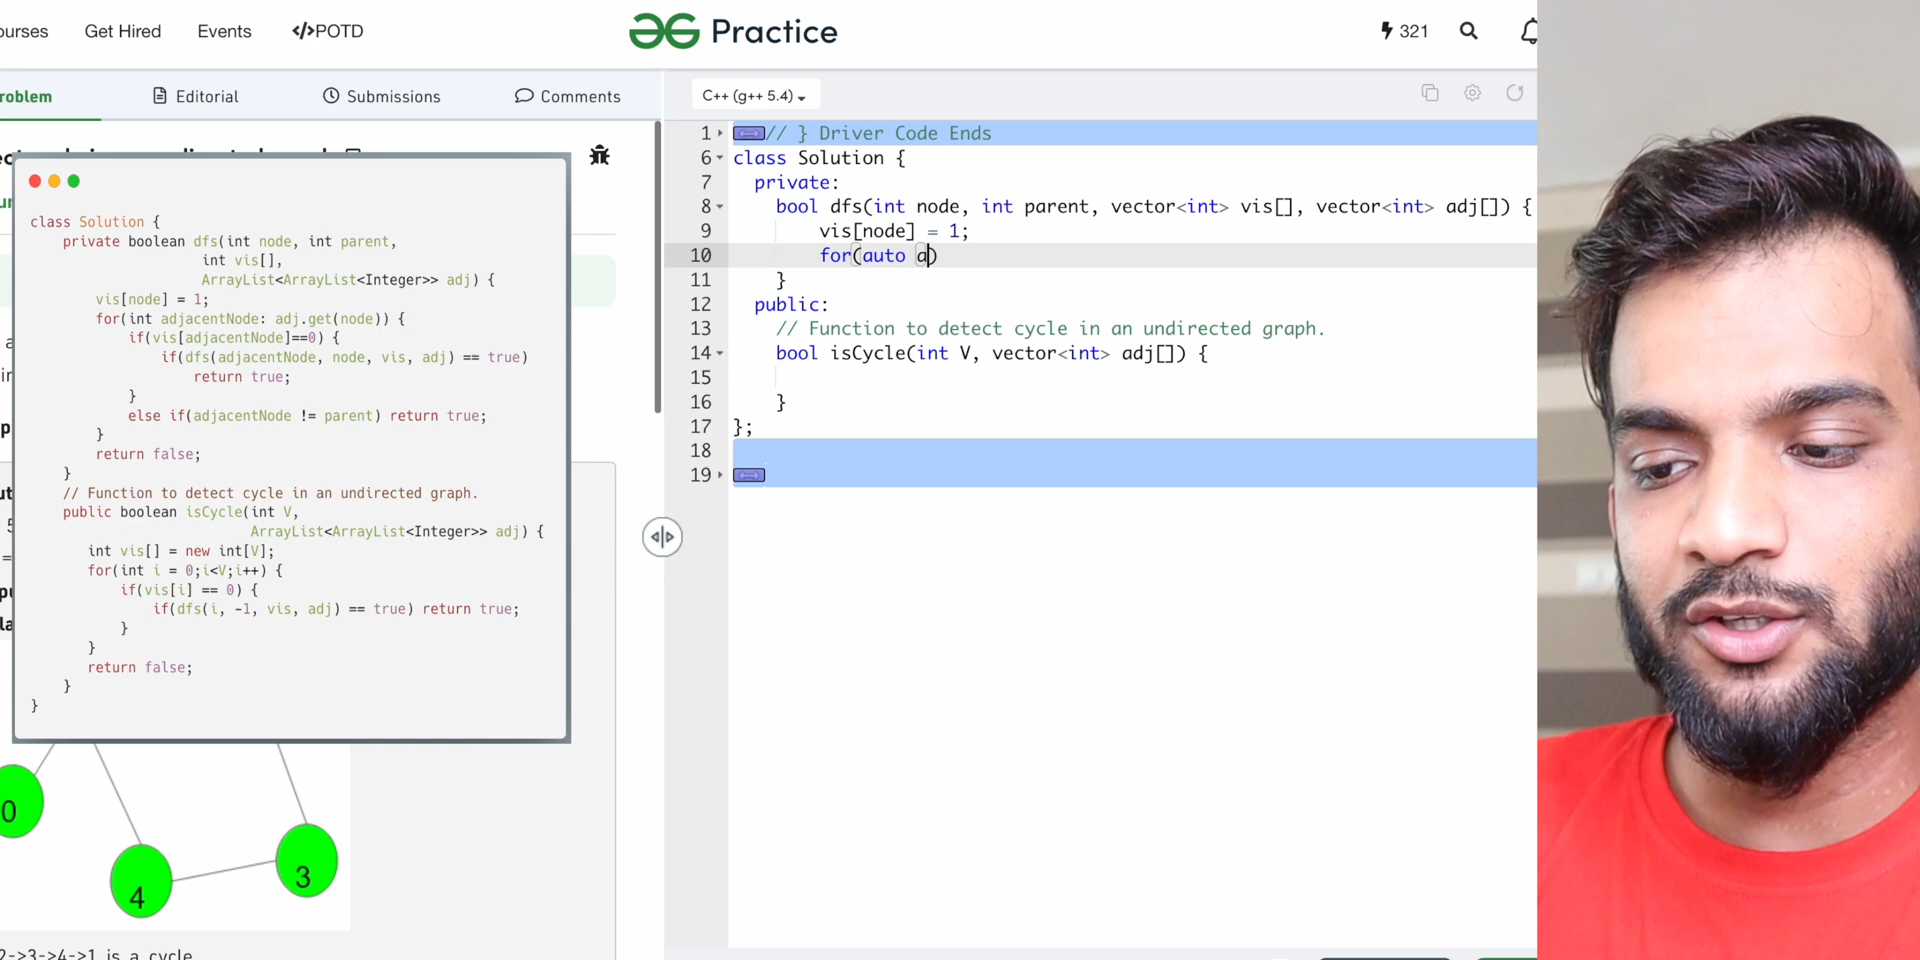 ourses Get Hired Events </>POTD Practice 321
roblem Editorial Submissions Comments
C++ (g++ 5.4)
class Solution {
private boolean dfs(int node, int parent,
int vis[],
ArrayList<ArrayList<Integer>> adj) {
vis[node] = 1;
for(int adjacentNode: adj.get(node)) {
if(vis[adjacentNode]==0) {
if(dfs(adjacentNode, node, vis, adj) == true)
return true;
}
else if(adjacentNode != parent) return true;
}
return false;
}
// Function to detect cycle in an undirected graph.
public boolean isCycle(int V,
ArrayList<ArrayList<Integer>> adj) {
int vis[] = new int[V];
for(int i = 0;i<V;i++) {
if(vis[i] == 0) {
if(dfs(i, -1, vis, adj) == true) return true;
}
}
return false;
}
}
0
4
3
2->3->4->1 is a cycle
1 // } Driver Code Ends
6 class Solution {
7 private:
8 bool dfs(int node, int parent, vector<int> vis[], vector<int> adj[]) {
9 vis[node] = 1;
10 for(auto a)
11 }
12 public:
13 // Function to detect cycle in an undirected graph.
14 bool isCycle(int V, vector<int> adj[]) {
15
16 }
17 };
18
19